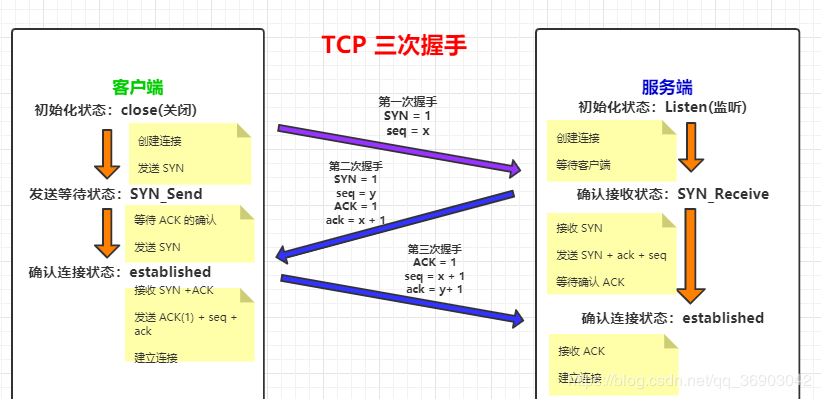 TCP 三次握手
客户端
初始化状态：close(关闭)
创建连接
发送 SYN
发送等待状态：SYN_Send
等待 ACK 的确认
发送 SYN
确认连接状态：established
接收 SYN +ACK
发送 ACK(1) + seq +
ack
建立连接
第一次握手
SYN = 1
seq = x
第二次握手
SYN = 1
seq = y
ACK = 1
ack = x + 1
第三次握手
ACK = 1
seq = x + 1
ack = y+ 1
服务端
初始化状态：Listen(监听)
创建连接
等待客户端
确认接收状态：SYN_Receive
接收 SYN
发送 SYN + ack + seq
等待确认 ACK
确认连接状态：established
接收 ACK
建立连接
https://blog.csdn.net/qq_36903042